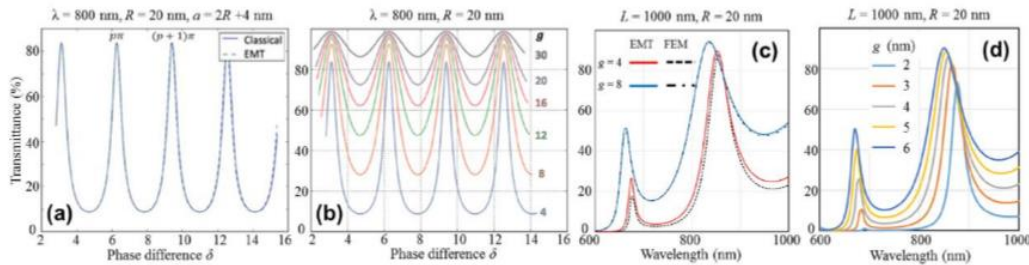 λ = 800 nm, R = 20 nm, a = 2R +4 nm
λ = 800 nm, R = 20 nm
L = 1000 nm, R = 20 nm
L = 1000 nm, R = 20 nm
Transmittance (%)
80
60
40
20
0
pπ
(p + 1)π
Classical
EMT
(a)
2 4 6 8 10 12 14 16
Phase difference δ
80
60
40
20
0
g
30
20
16
12
8
4
(b)
2 4 6 8 10 12 14 16
Phase difference δ
80
60
40
20
0
EMT FEM
g = 4
g = 8
(c)
600 800 1000
Wavelength (nm)
80
60
40
20
0
g (nm)
2
3
4
5
6
(d)
600 800 1000
Wavelength (nm)